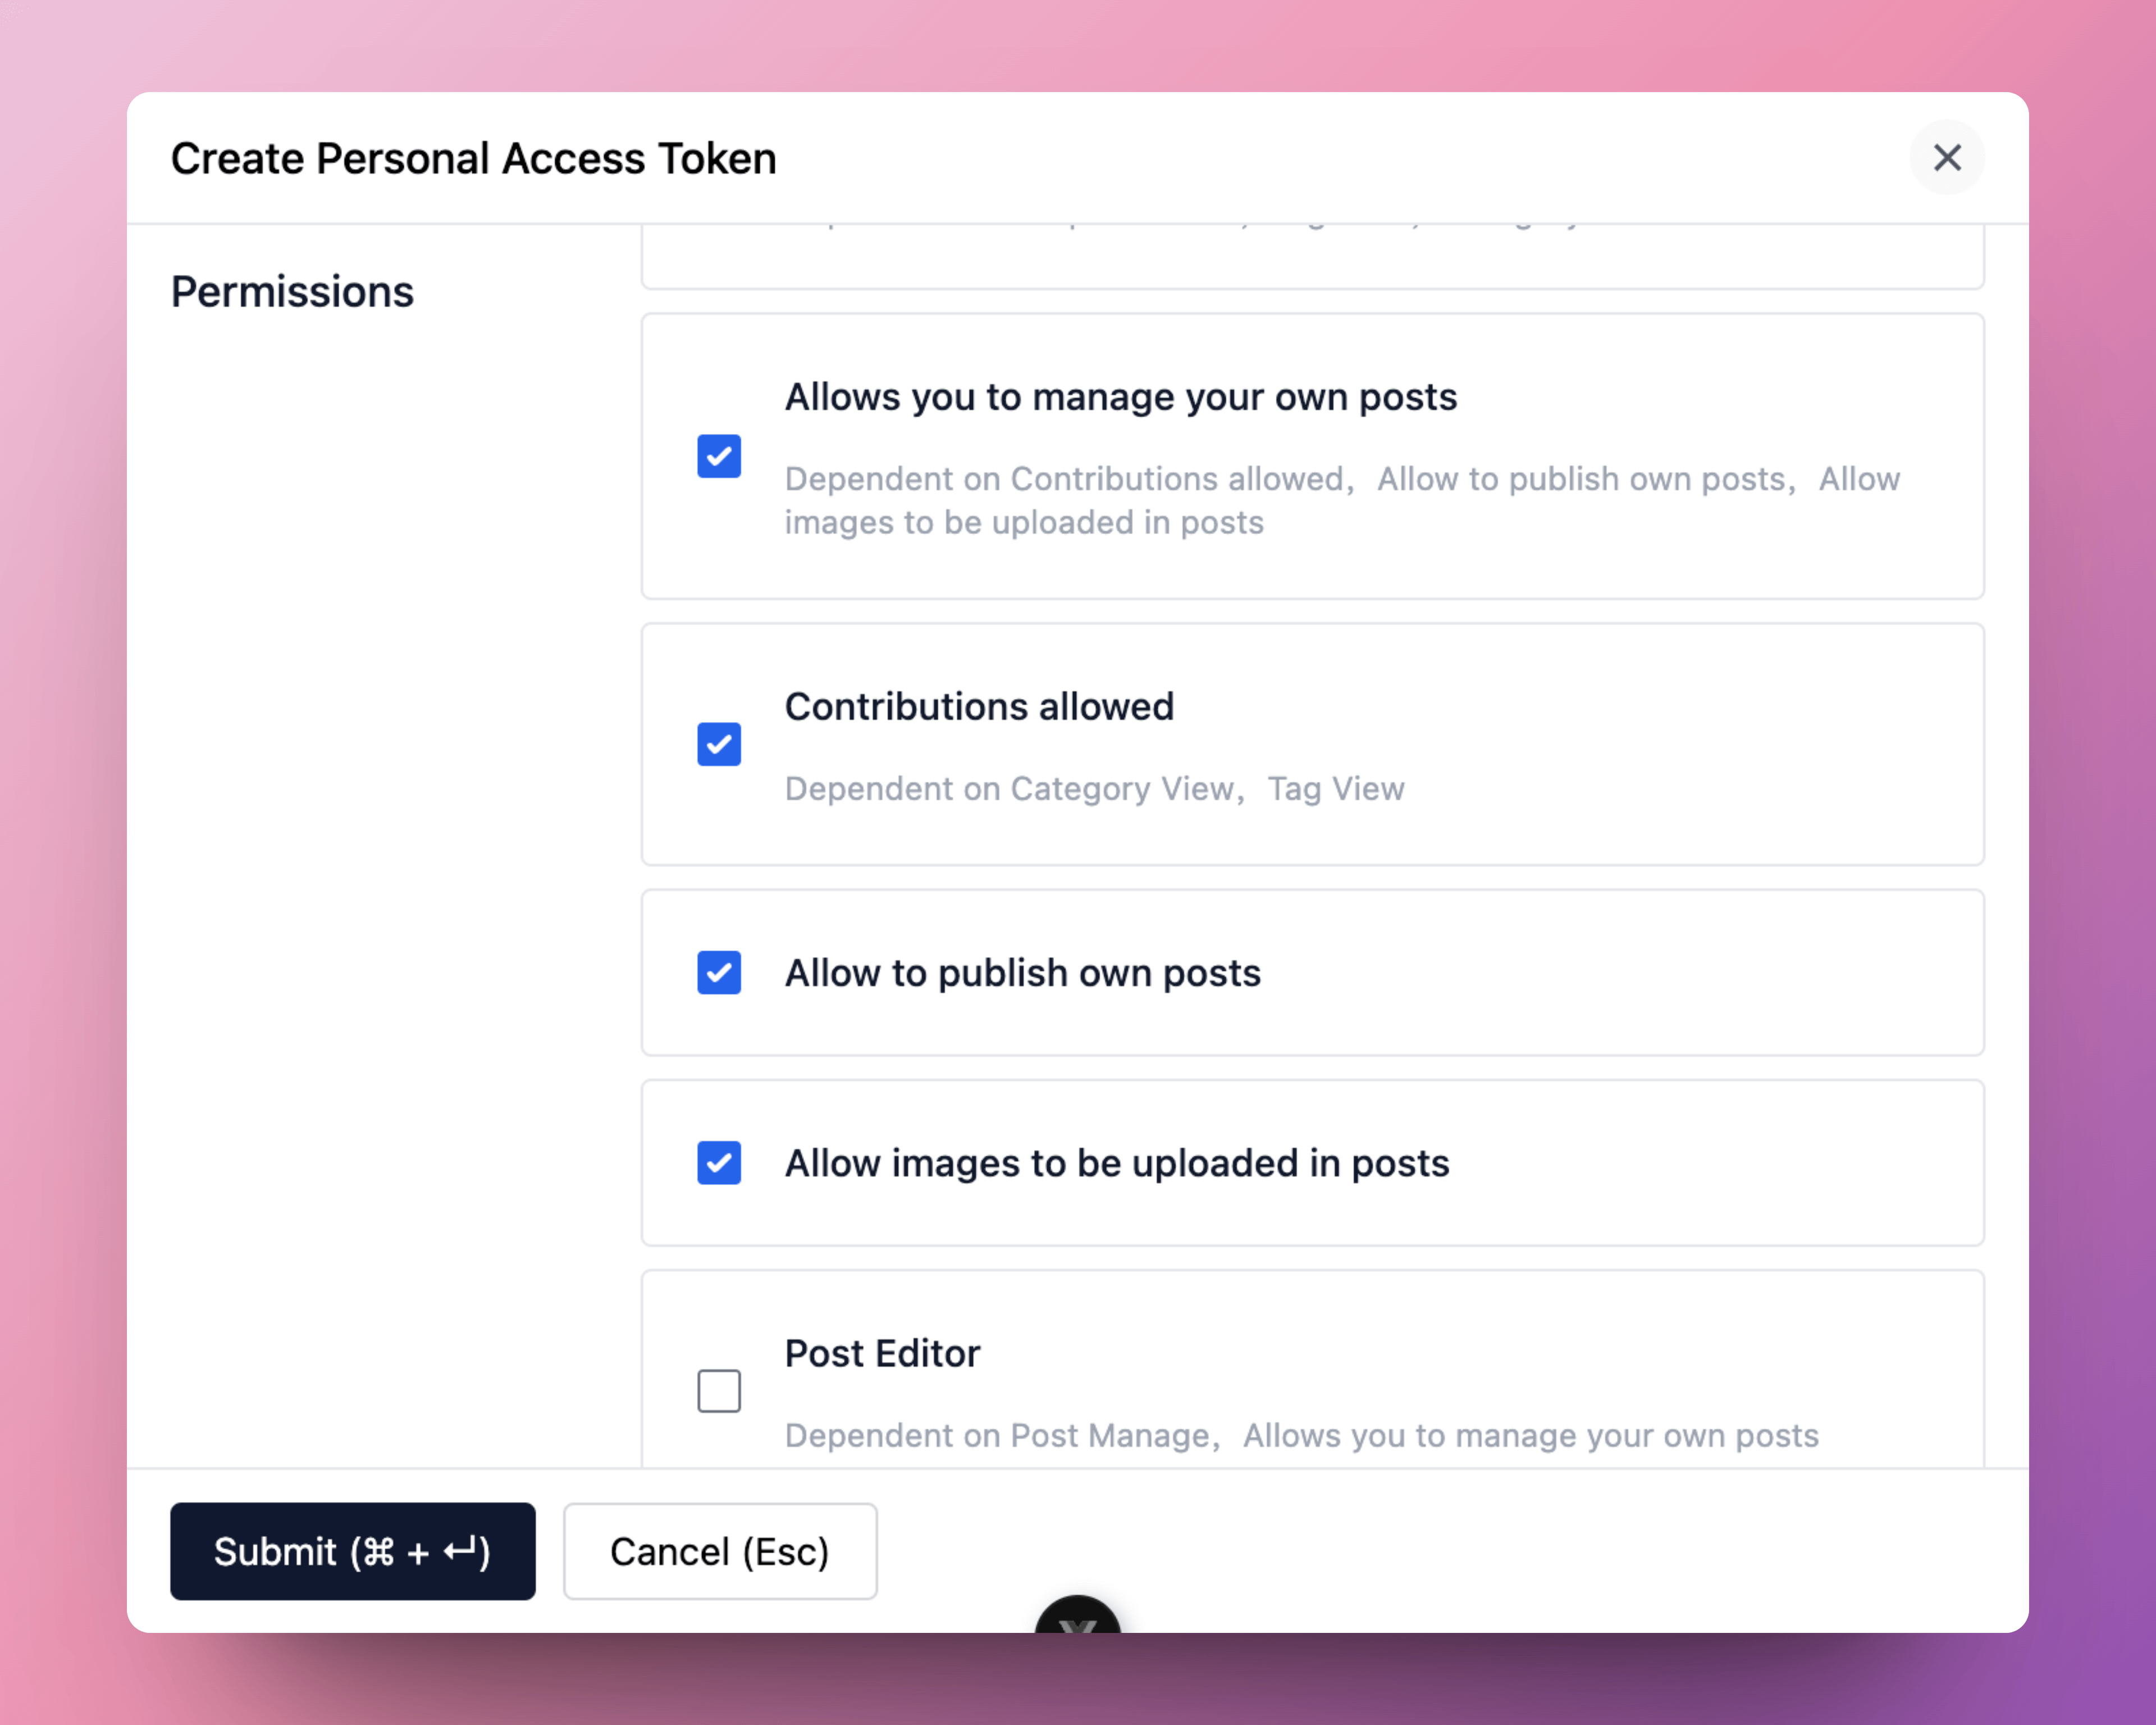 Create Personal Access Token
Permissions
Allows you to manage your own posts
Dependent on Contributions allowed， Allow to publish own posts， Allow
images to be uploaded in posts
Contributions allowed
Dependent on Category View， Tag View
Allow to publish own posts
Allow images to be uploaded in posts
Post Editor
Dependent on Post Manage， Allows you to manage your own posts
Submit (⌘ + ↵)
Cancel (Esc)